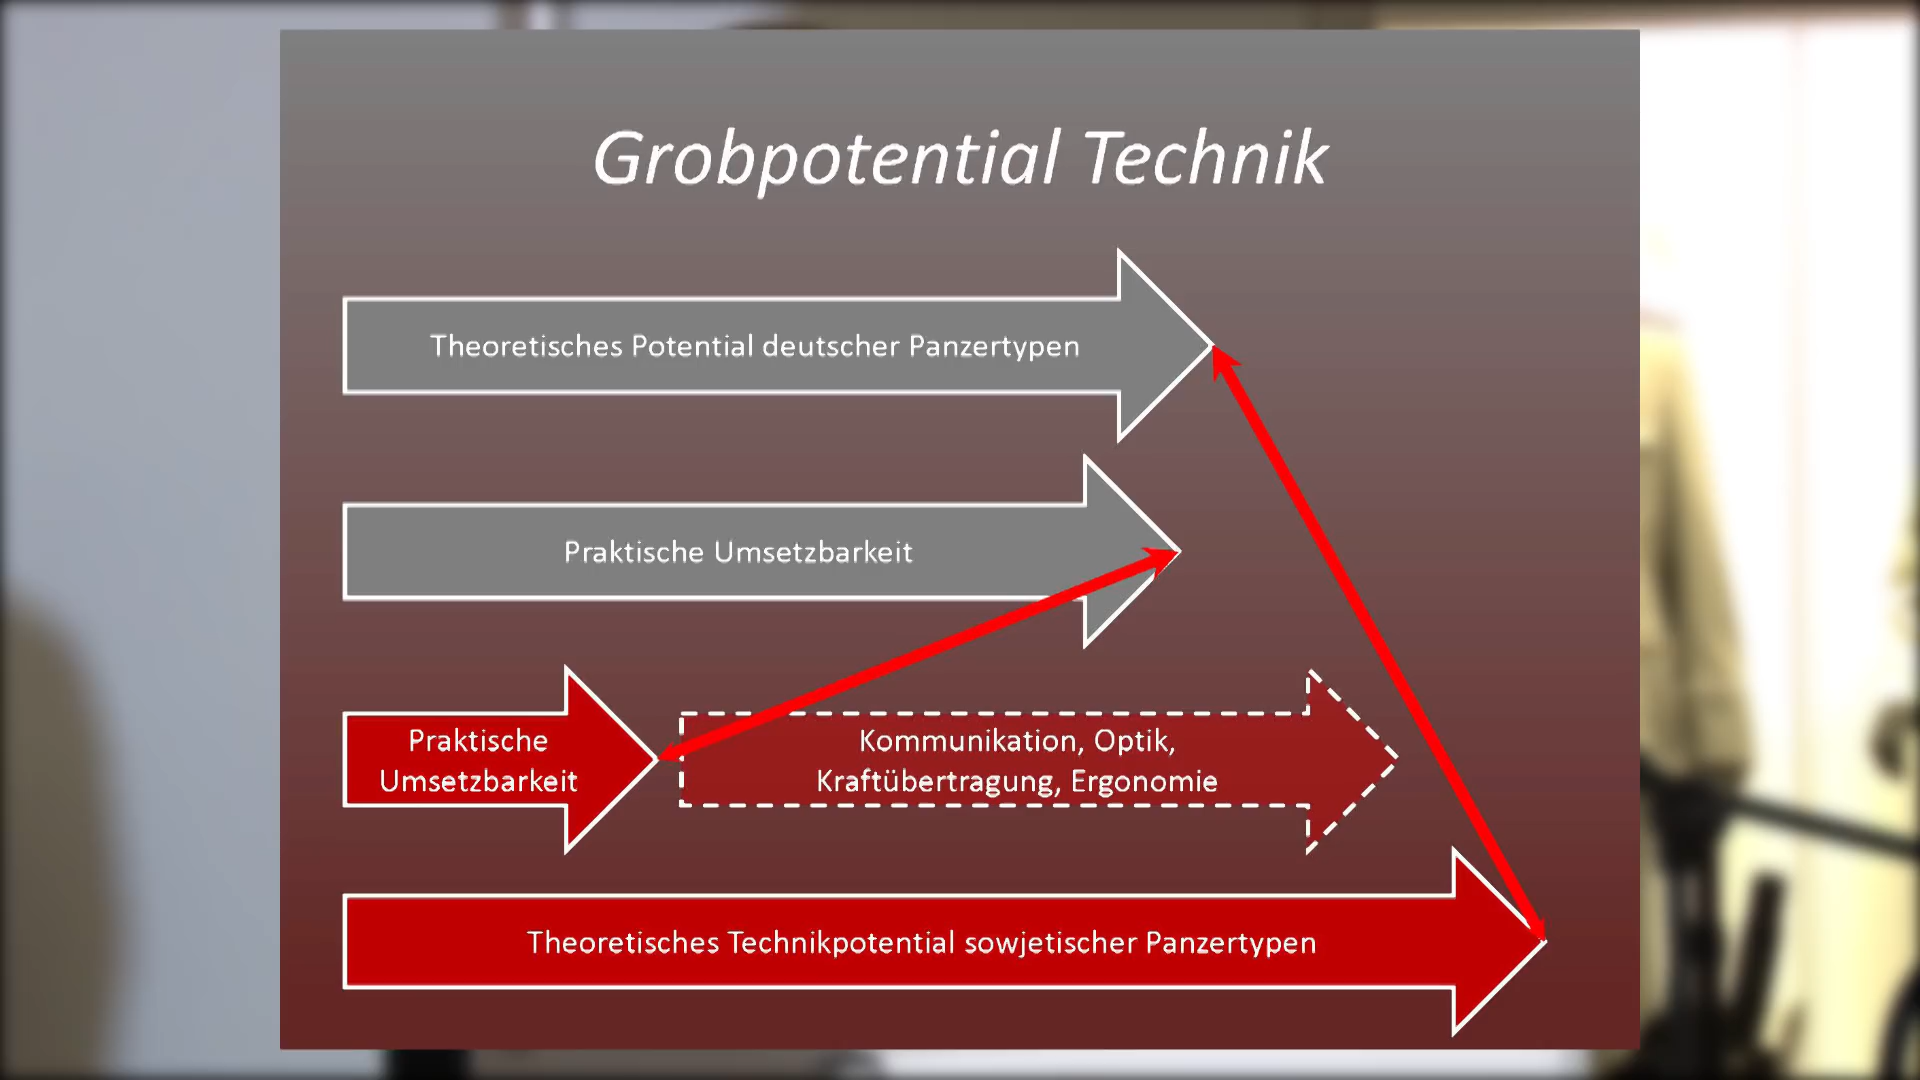 Grobpotential Technik
Theoretisches Potential deutscher Panzertypen
Praktische Umsetzbarkeit
Praktische
Umsetzbarkeit
Kommunikation, Optik,
Kraftübertragung, Ergonomie
Theoretisches Technikpotential sowjetischer Panzertypen